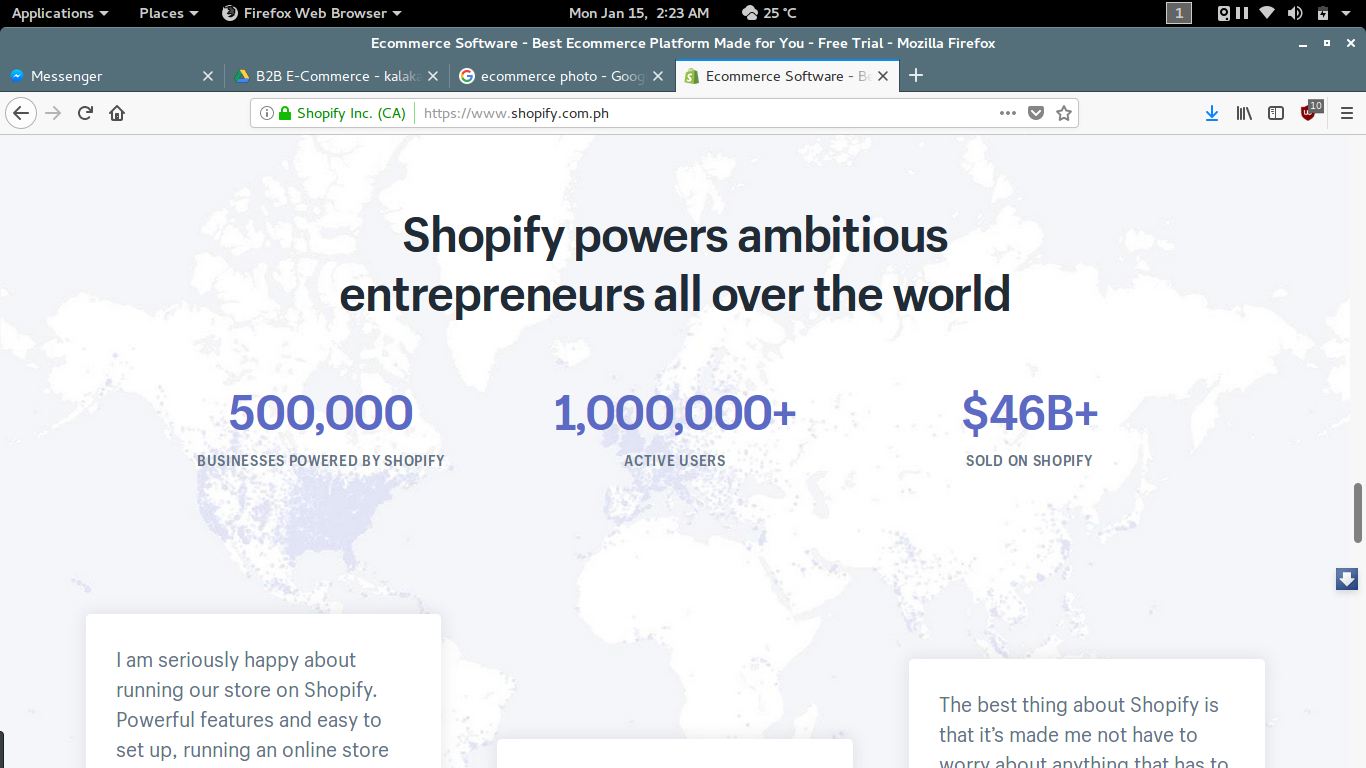 Applications Places Firefox Web Browser Mon Jan 15, 2:23 AM 25 °C 1
Ecommerce Software - Best Ecommerce Platform Made for You - Free Trial - Mozilla Firefox
Messenger B2B E-Commerce - kalak ecommerce photo - Goog Ecommerce Software - Be
Shopify Inc. (CA) https://www.shopify.com.ph 10
Shopify powers ambitious
entrepreneurs all over the world
500,000 1,000,000+ $46B+
BUSINESSES POWERED BY SHOPIFY ACTIVE USERS SOLD ON SHOPIFY
I am seriously happy about
running our store on Shopify.
Powerful features and easy to
set up, running an online store
The best thing about Shopify is
that it’s made me not have to
worry about anything that has to